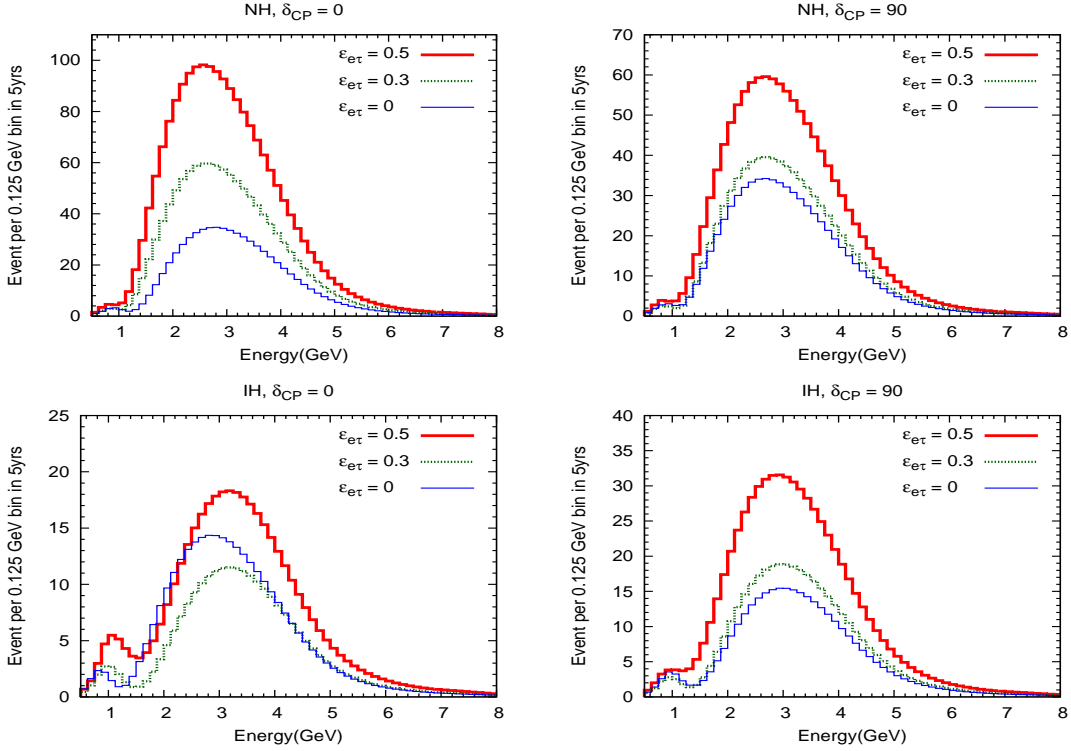 NH, δCP = 0
Event per 0.125 GeV bin in 5yrs
100
80
60
40
20
0
εeτ = 0.5
εeτ = 0.3
εeτ = 0
1 2 3 4 5 6 7 8
Energy(GeV)
NH, δCP = 90
Event per 0.125 GeV bin in 5yrs
70
60
50
40
30
20
10
0
εeτ = 0.5
εeτ = 0.3
εeτ = 0
1 2 3 4 5 6 7 8
Energy(GeV)
IH, δCP = 0
Event per 0.125 GeV bin in 5yrs
25
20
15
10
5
0
εeτ = 0.5
εeτ = 0.3
εeτ = 0
1 2 3 4 5 6 7 8
Energy(GeV)
IH, δCP = 90
Event per 0.125 GeV bin in 5yrs
40
35
30
25
20
15
10
5
0
εeτ = 0.5
εeτ = 0.3
εeτ = 0
1 2 3 4 5 6 7 8
Energy(GeV)